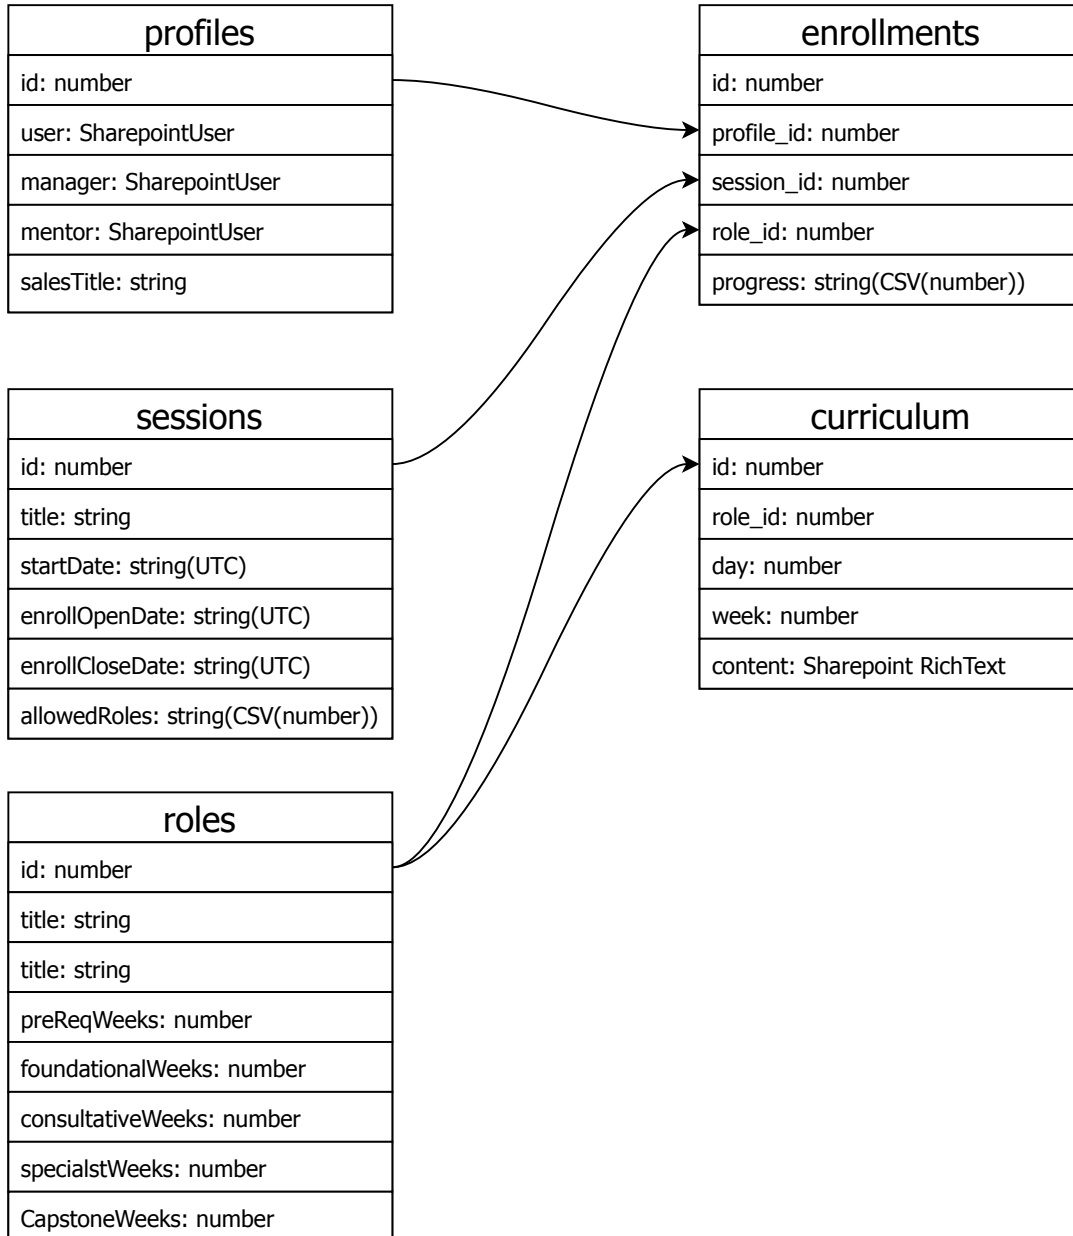 profiles
id: number
user: SharepointUser
manager: SharepointUser
mentor: SharepointUser
salesTitle: string
enrollments
id: number
profile_id: number
session_id: number
role_id: number
progress: string(CSV(number))
sessions
id: number
title: string
startDate: string(UTC)
enrollOpenDate: string(UTC)
enrollCloseDate: string(UTC)
allowedRoles: string(CSV(number))
curriculum
id: number
role_id: number
day: number
week: number
content: Sharepoint RichText
roles
id: number
title: string
title: string
preReqWeeks: number
foundationalWeeks: number
consultativeWeeks: number
specialstWeeks: number
CapstoneWeeks: number